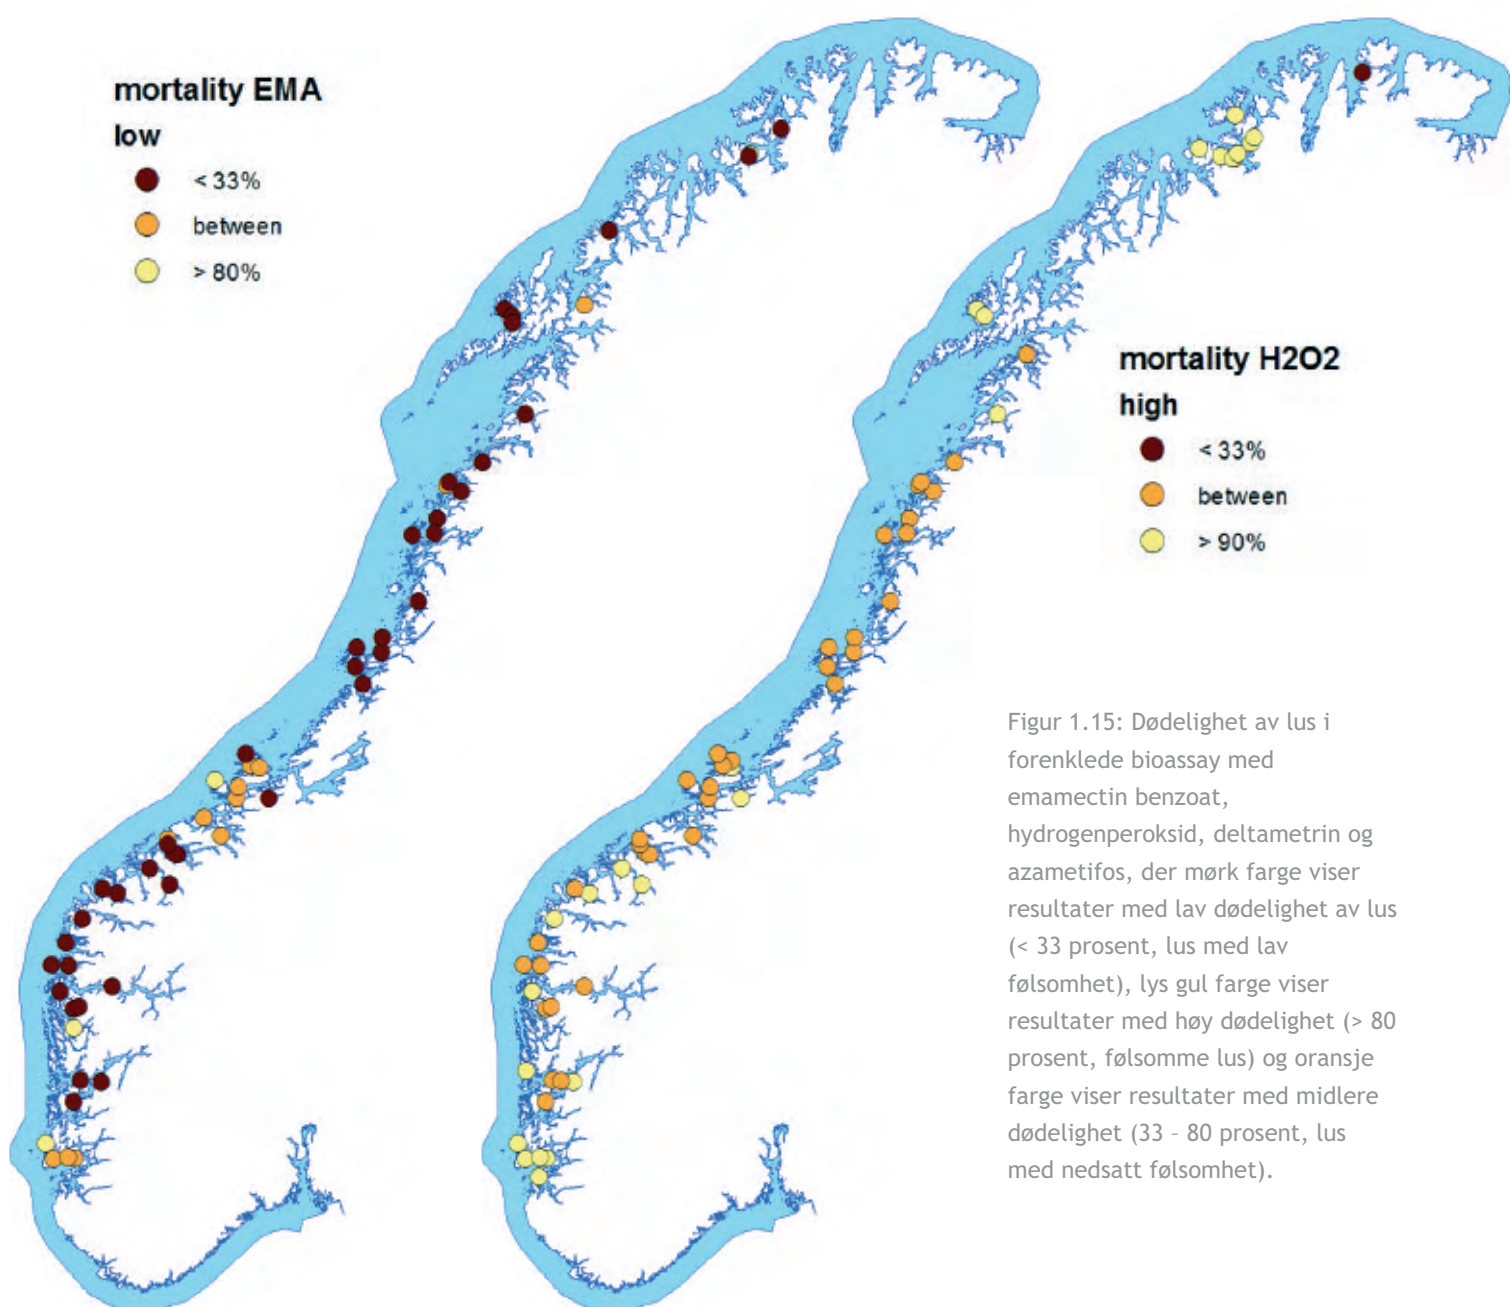 mortality EMA
low
< 33%
between
> 80%
mortality H2O2
high
< 33%
between
> 90%
Figur 1.15: Dødelighet av lus i
forenklede bioassay med
emamectin benzoat,
hydrogenperoksid, deltametrin og
azametifos, der mørk farge viser
resultater med lav dødelighet av lus
(< 33 prosent, lus med lav
følsomhet), lys gul farge viser
resultater med høy dødelighet (> 80
prosent, følsomme lus) og oransje
farge viser resultater med midlere
dødelighet (33 – 80 prosent, lus
med nedsatt følsomhet).